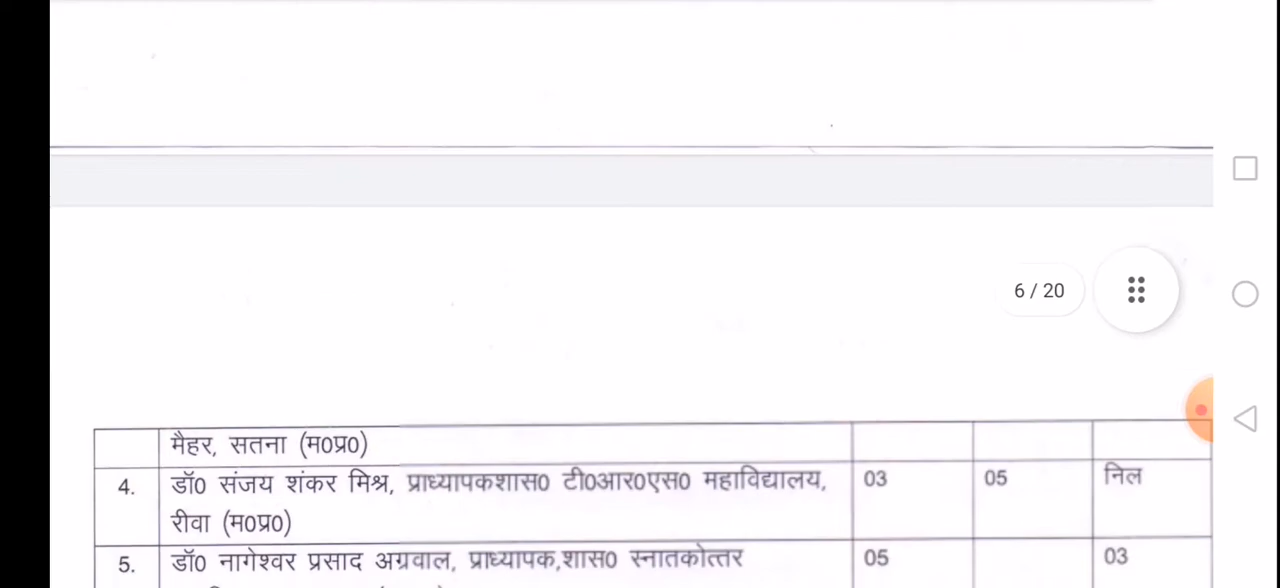 6 / 20
मैहर, सतना (म0प्र0)
4. डॉ0 संजय शंकर मिश्र, प्राध्यापकशास0 टी0आर0एस0 महाविद्यालय, 03 05 निल
रीवा (म0प्र0)
5. डॉ0 नागेश्वर प्रसाद अग्रवाल, प्राध्यापक,शास0 स्नातकोत्तर 05 03